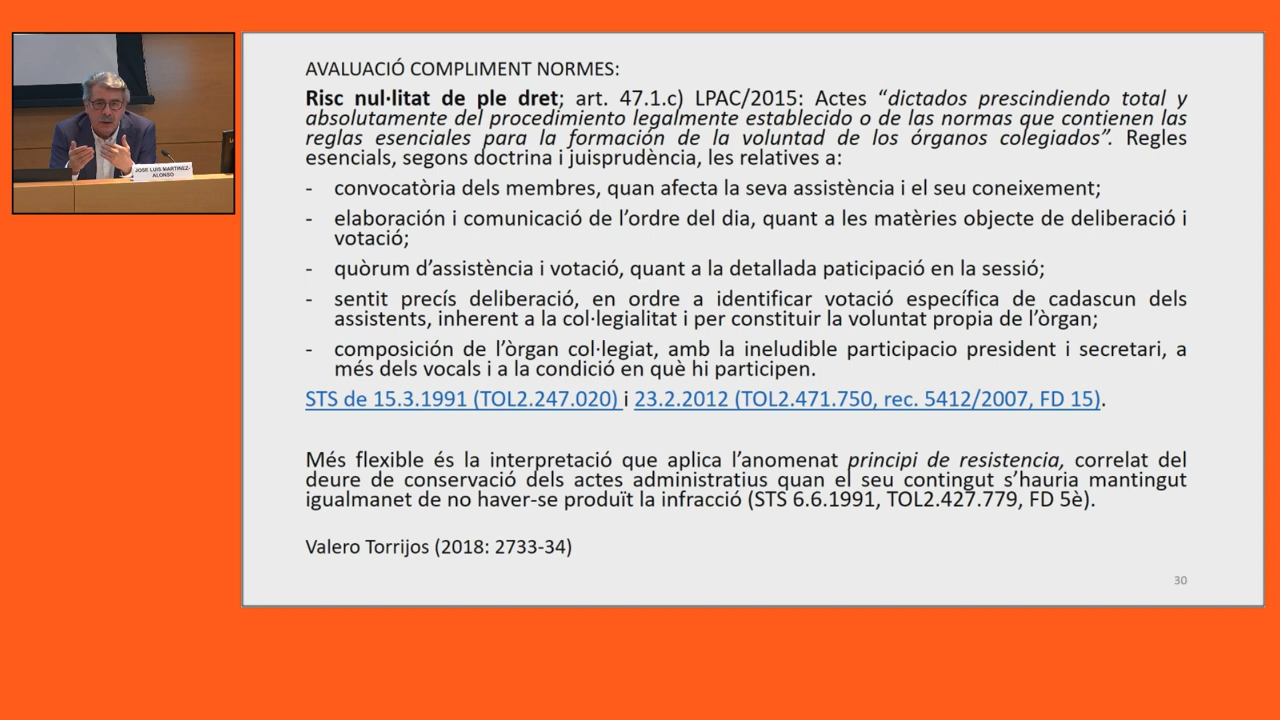 JOSE LUIS MARTINEZ-
ALONSO
AVALUACIÓ COMPLIMENT NORMES:
Risc nul·litat de ple dret; art. 47.1.c) LPAC/2015: Actes “dictados prescindiendo total y
absolutamente del procedimiento legalmente establecido o de las normas que contienen las
reglas esenciales para la formación de la voluntad de los órganos colegiados”. Regles
esencials, segons doctrina i juisprudència, les relatives a:
- convocatòria dels membres, quan afecta la seva assistència i el seu coneixement;
- elaboración i comunicació de l’ordre del dia, quant a les matèries objecte de deliberació i
votació;
- quòrum d’assistència i votació, quant a la detallada paticipació en la sessió;
- sentit precís deliberació, en ordre a identificar votació específica de cadascun dels
assistents, inherent a la col·legialitat i per constituir la voluntat propia de l’òrgan;
- composición de l’òrgan col·legiat, amb la ineludible participacio president i secretari, a
més dels vocals i a la condició en què hi participen.
STS de 15.3.1991 (TOL2.247.020) i 23.2.2012 (TOL2.471.750, rec. 5412/2007, FD 15).
Més flexible és la interpretació que aplica l’anomenat principi de resistencia, correlat del
deure de conservació dels actes administratius quan el seu contingut s’hauria mantingut
igualmanet de no haver-se produït la infracció (STS 6.6.1991, TOL2.427.779, FD 5è).
Valero Torrijos (2018: 2733-34)
30